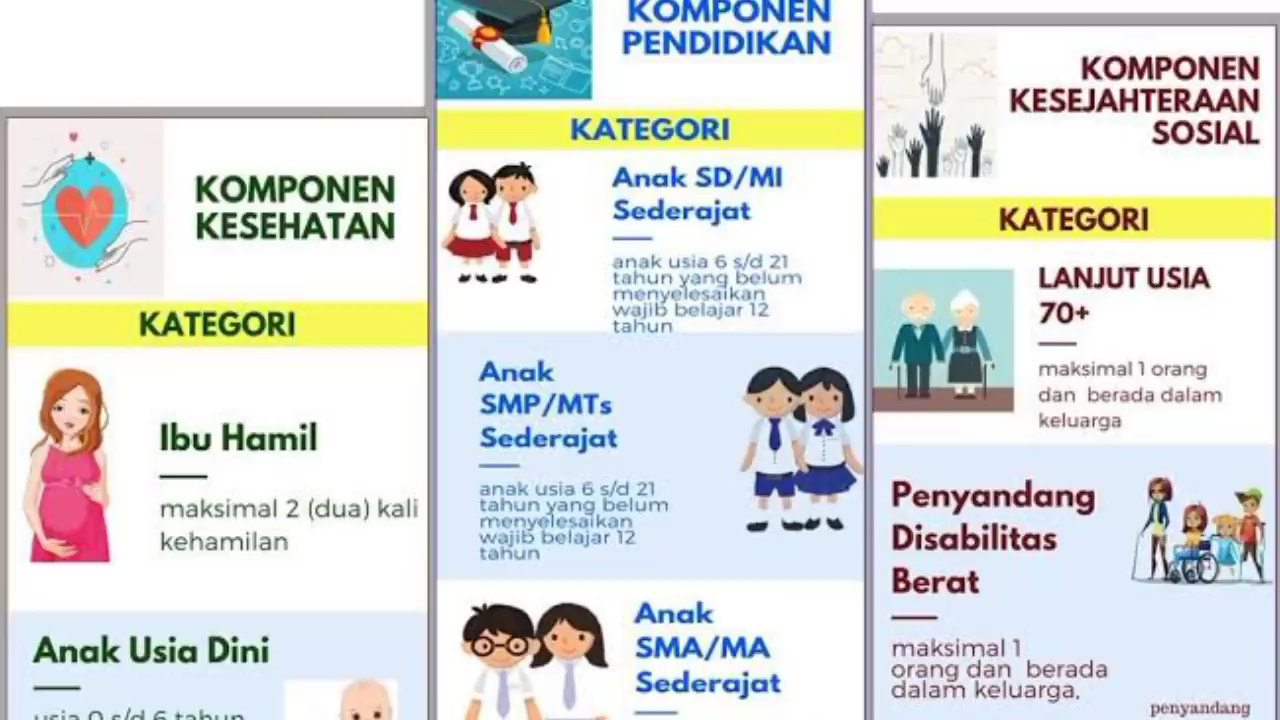 KOMPONEN
KESEHATAN
KATEGORI
Ibu Hamil
maksimal 2 (dua) kali
kehamilan
Anak Usia Dini
usia 0 s/d 6 tahun
KOMPONEN
PENDIDIKAN
KATEGORI
Anak SD/MI
Sederajat
anak usia 6 s/d 21
tahun yang belum
menyelesaikan
wajib belajar 12
tahun
Anak
SMP/MTs
Sederajat
anak usia 6 s/d 21
tahun yang belum
menyelesaikan
wajib belajar 12
tahun
Anak
SMA/MA
Sederajat
KOMPONEN
KESEJAHTERAAN
SOSIAL
KATEGORI
LANJUT USIA
70+
maksimal 1 orang
dan berada dalam
keluarga
Penyandang
Disabilitas
Berat
maksimal 1
orang dan berada
dalam keluarga,
penyandang